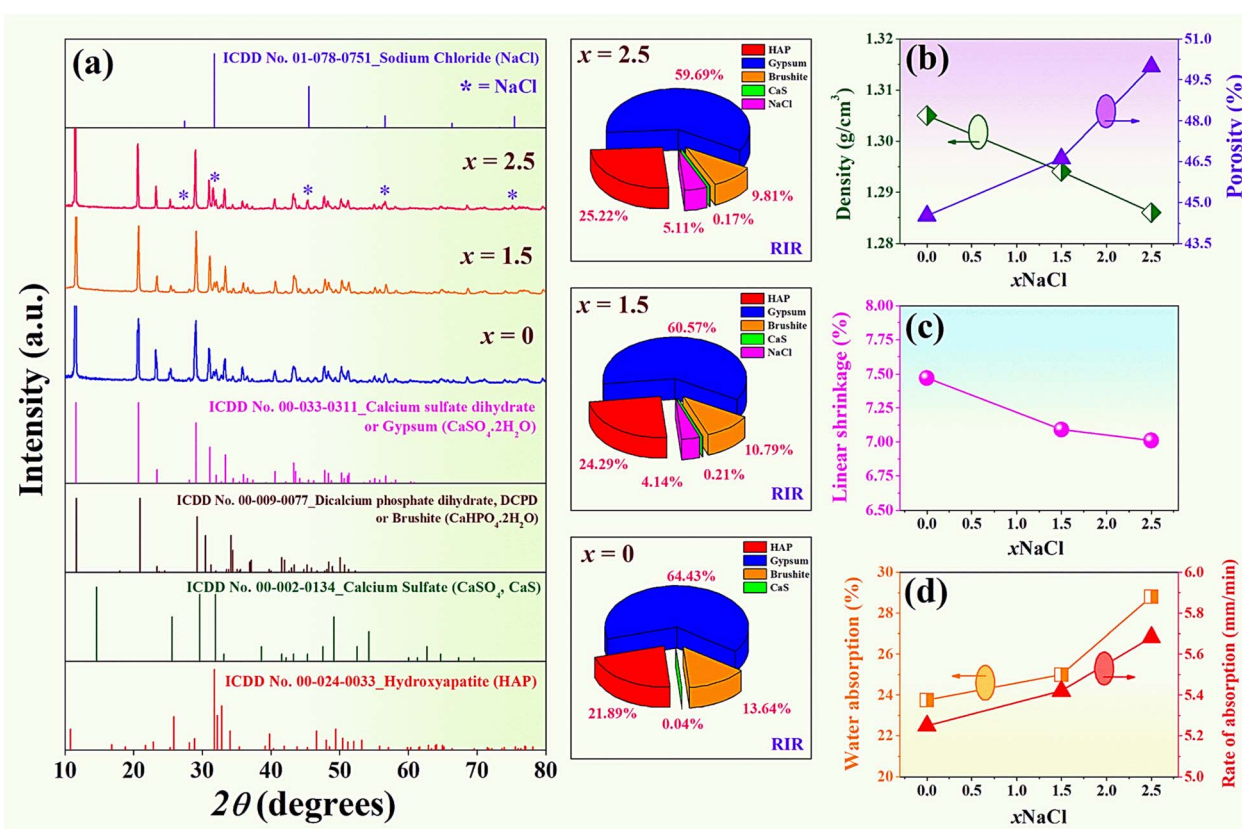 (a)
ICDD No. 01-078-0751_Sodium Chloride (NaCl)
* = NaCl
x = 2.5
* * * * *
x = 1.5
x = 0
ICDD No. 00-033-0311_Calcium sulfate dihydrate
or Gypsum (CaSO4.2H2O)
ICDD No. 00-009-0077_Dicalcium phosphate dihydrate, DCPD
or Brushite (CaHPO4.2H2O)
ICDD No. 00-002-0134_Calcium Sulfate (CaSO4, CaS)
ICDD No. 00-024-0033_Hydroxyapatite (HAP)
Intensity (a.u.)
10 20 30 40 50 60 70 80
2θ (degrees)
x = 2.5
HAP
Gypsum
Brushite
CaS
NaCl
59.69%
9.81%
0.17%
5.11%
25.22%
RIR
x = 1.5
HAP
Gypsum
Brushite
CaS
NaCl
60.57%
10.79%
0.21%
4.14%
24.29%
RIR
x = 0
HAP
Gypsum
Brushite
CaS
64.43%
13.64%
0.04%
21.89%
RIR
(b)
Density (g/cm3)
1.32
1.31
1.30
1.29
1.28
Porosity (%)
51.0
49.5
48.0
46.5
45.0
43.5
0.0 0.5 1.0 1.5 2.0 2.5
xNaCl
(c)
Linear shrinkage (%)
8.00
7.75
7.50
7.25
7.00
6.75
6.50
0.0 0.5 1.0 1.5 2.0 2.5
xNaCl
(d)
Water absorption (%)
30
28
26
24
22
20
Rate of absorption (mm/min)
6.0
5.8
5.6
5.4
5.2
5.0
0.0 0.5 1.0 1.5 2.0 2.5
xNaCl